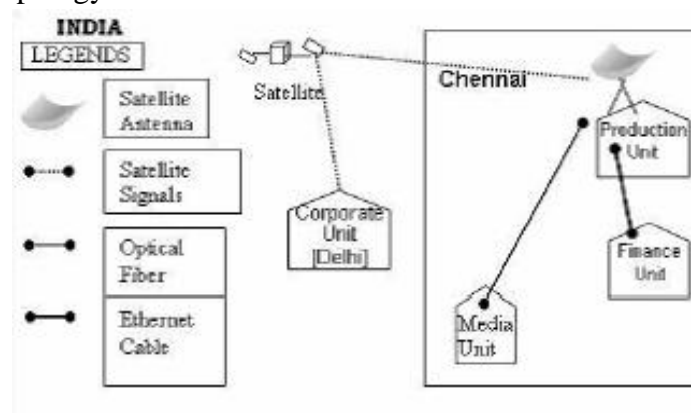 INDIA
LEGENDS
Satellite
Antenna
Satellite
Signals
Optical
Fiber
Ethernet
Cable
Satellite
Corporate
Unit
[Delhi]
Chennai
Production
Unit
Finance
Unit
Media
Unit